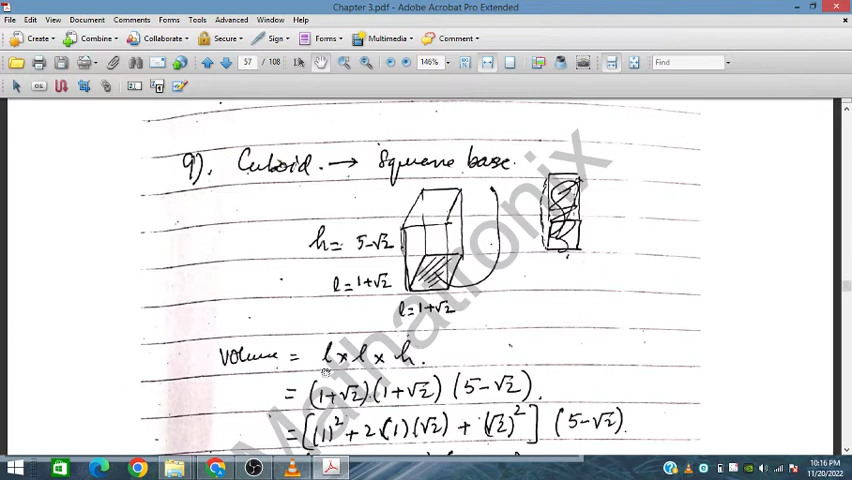 Chapter 3.pdf - Adobe Acrobat Pro Extended
File Edit View Document Comments Forms Tools Advanced Window Help
Create Combine Collaborate Secure Sign Forms Multimedia Comment
57 / 108 146% Find
9). Cuboid. → Square base.
h = 5-√2
l = 1+√2
l = 1+√2
Volume = l × l × h.
= (1+√2)(1+√2)(5-√2).
= [(1)² + 2(1)(√2) + (√2)²] (5-√2).
Mathatronix
10:16 PM
11/20/2022